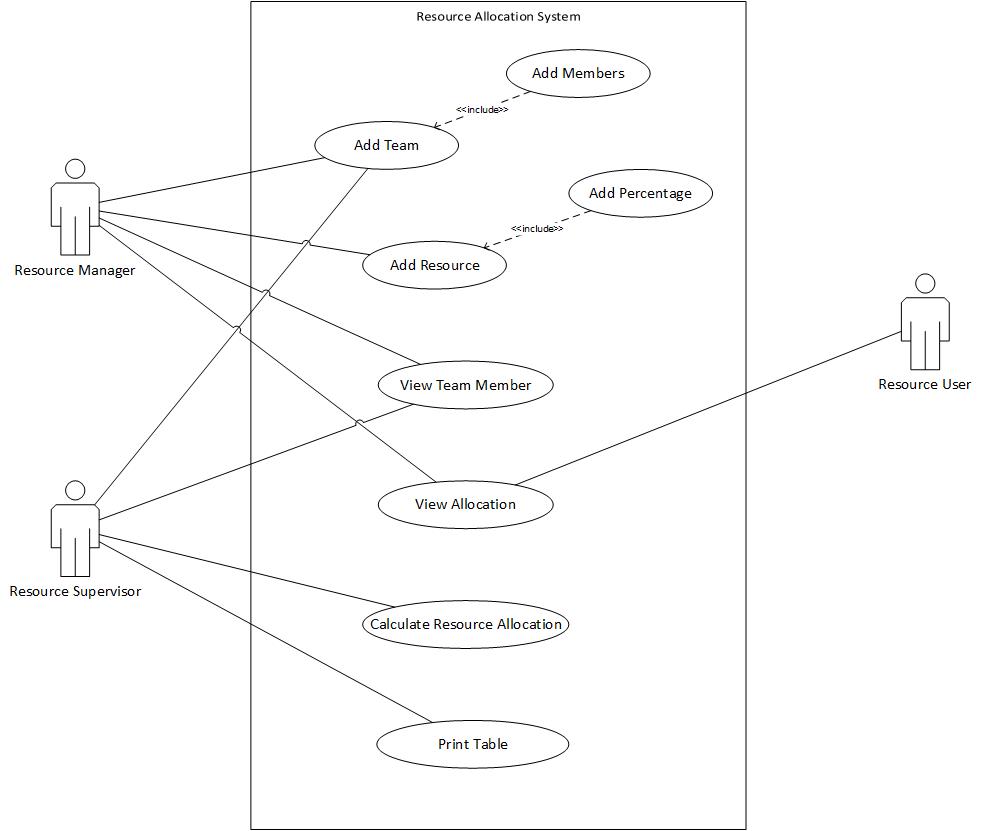 Resource Allocation System
Add Members
<<include>>
Add Team
Add Percentage
<<include>>
Resource Manager
Add Resource
View Team Member
Resource User
View Allocation
Resource Supervisor
Calculate Resource Allocation
Print Table